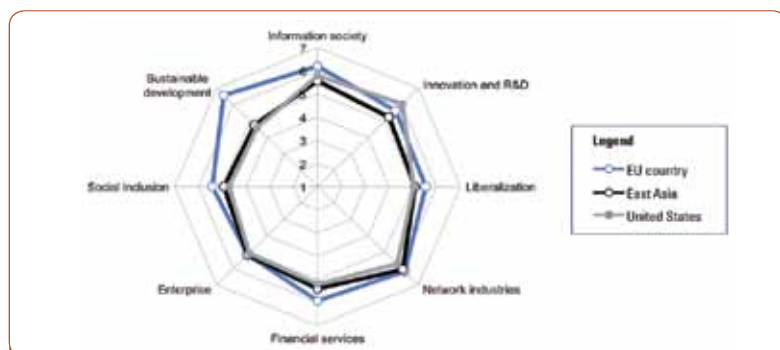 Information society
7
6
Sustainable
development
Innovation and R&D
5
4
3
2
1
Social inclusion
Liberalization
Enterprise
Network industries
Financial services
Legend
EU country
East Asia
United States